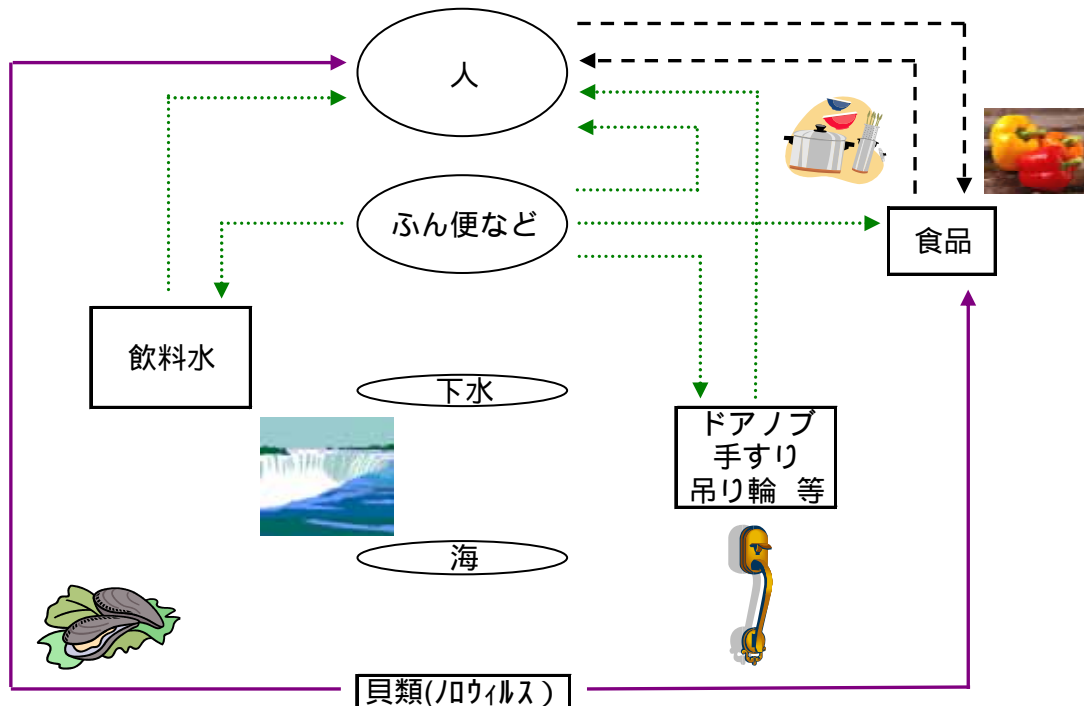 人
ふん便など
食品
飲料水
下水
ドアノブ
手すり
吊り輪 等
海
貝類(ﾉﾛｳｨﾙｽ)